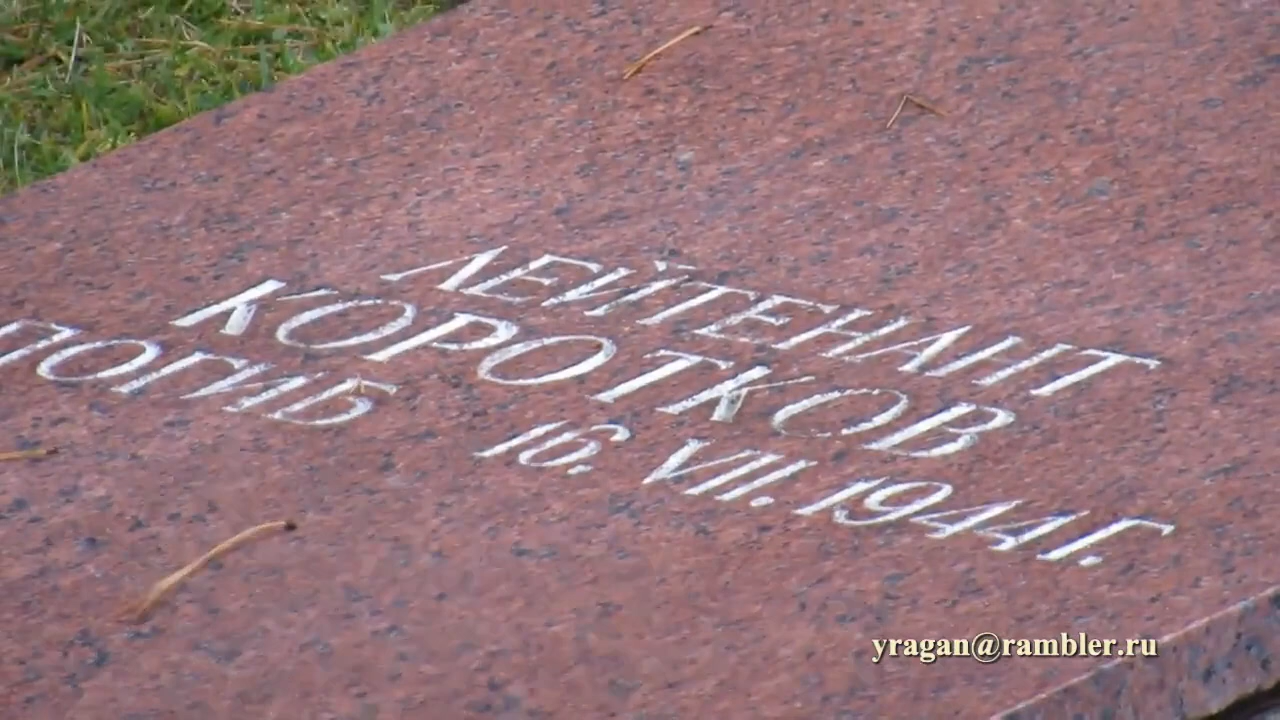 ЛЕЙТЕНАНТ
КОРОТКОВ
ПОГИБ 16. VII. 1944 Г.
yragan@rambler.ru